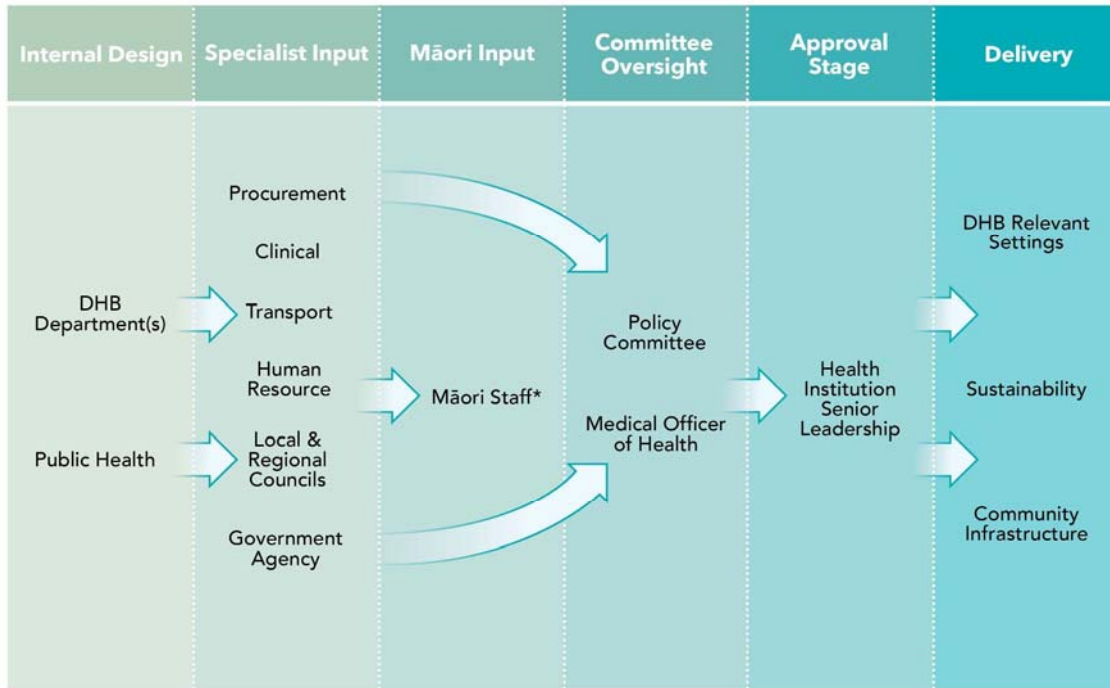 Internal Design
Specialist Input
Māori Input
Committee
Oversight
Approval
Stage
Delivery
DHB
Department(s)
Public Health
Procurement
Clinical
Transport
Human
Resource
Local &
Regional
Councils
Government
Agency
Māori Staff*
Policy
Committee
Medical Officer
of Health
Health
Institution
Senior
Leadership
DHB Relevant
Settings
Sustainability
Community
Infrastructure